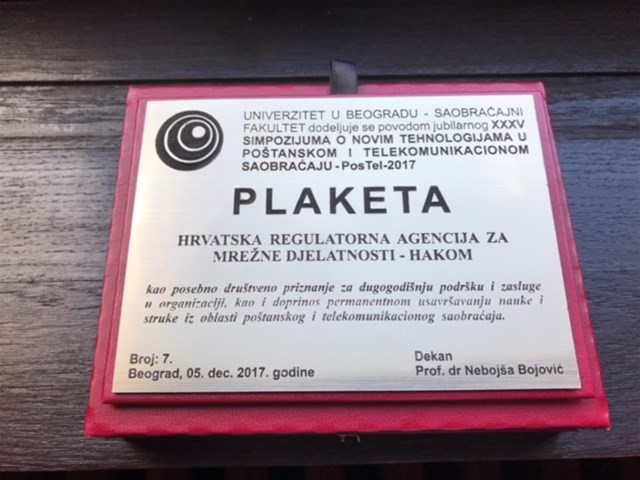 UNIVERZITET U BEOGRADU - SAOBRAĆAJNI
FAKULTET dodeljuje se povodom jubilarnog XXXV
SIMPOZIJUMA O NOVIM TEHNOLOGIJAMA U
POŠTANSKOM I TELEKOMUNIKACIONOM
SAOBRAĆAJU - PosTel-2017
PLAKETA
HRVATSKA REGULATORNA AGENCIJA ZA
MREŽNE DJELATNOSTI - HAKOM
kao posebno društveno priznanje za dugogodišnju podršku i zasluge
u organizaciji, kao i doprinos permanentnom usavršavanju nauke i
struke iz oblasti poštanskog i telekomunikacionog saobraćaja.
Broj: 7. Dekan
Beograd, 05. dec. 2017. godine Prof. dr Nebojša Bojović